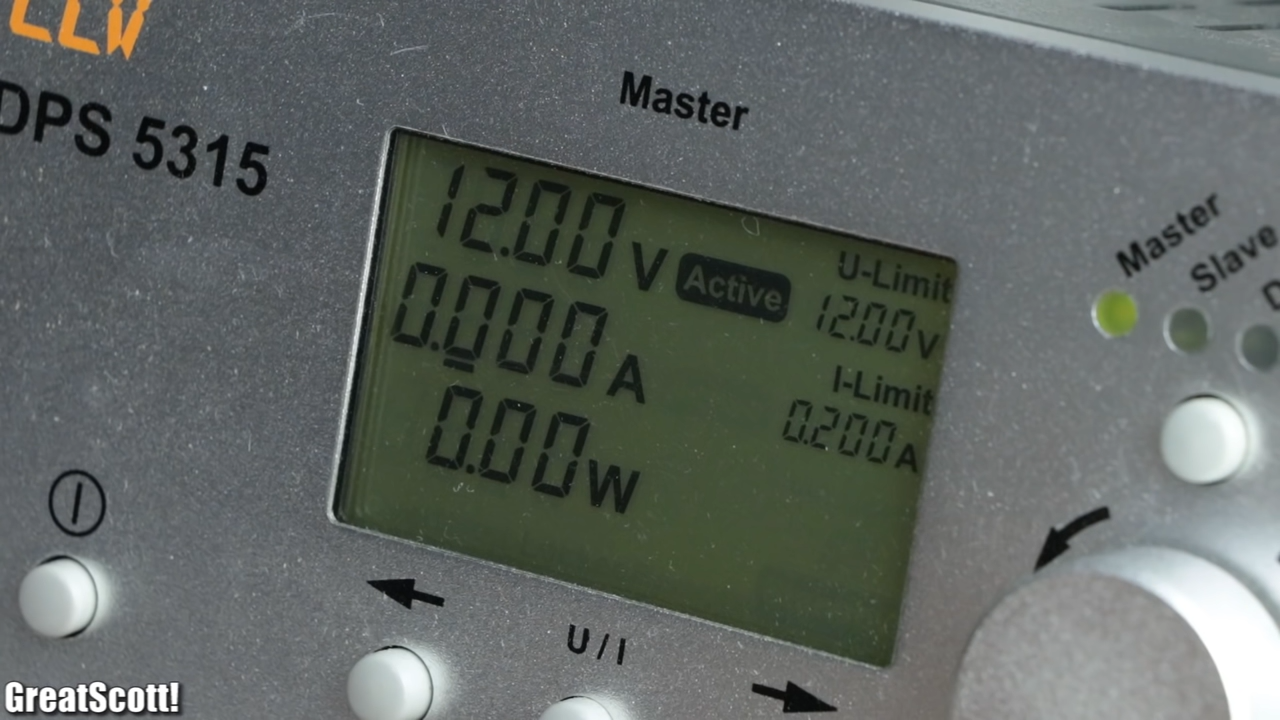 DPS 5315
Master
12.00 V
Active
U-Limit
12.00 V
0.000 A
I-Limit
0.200 A
0.00 W
Master
Slave
U / I
GreatScott!